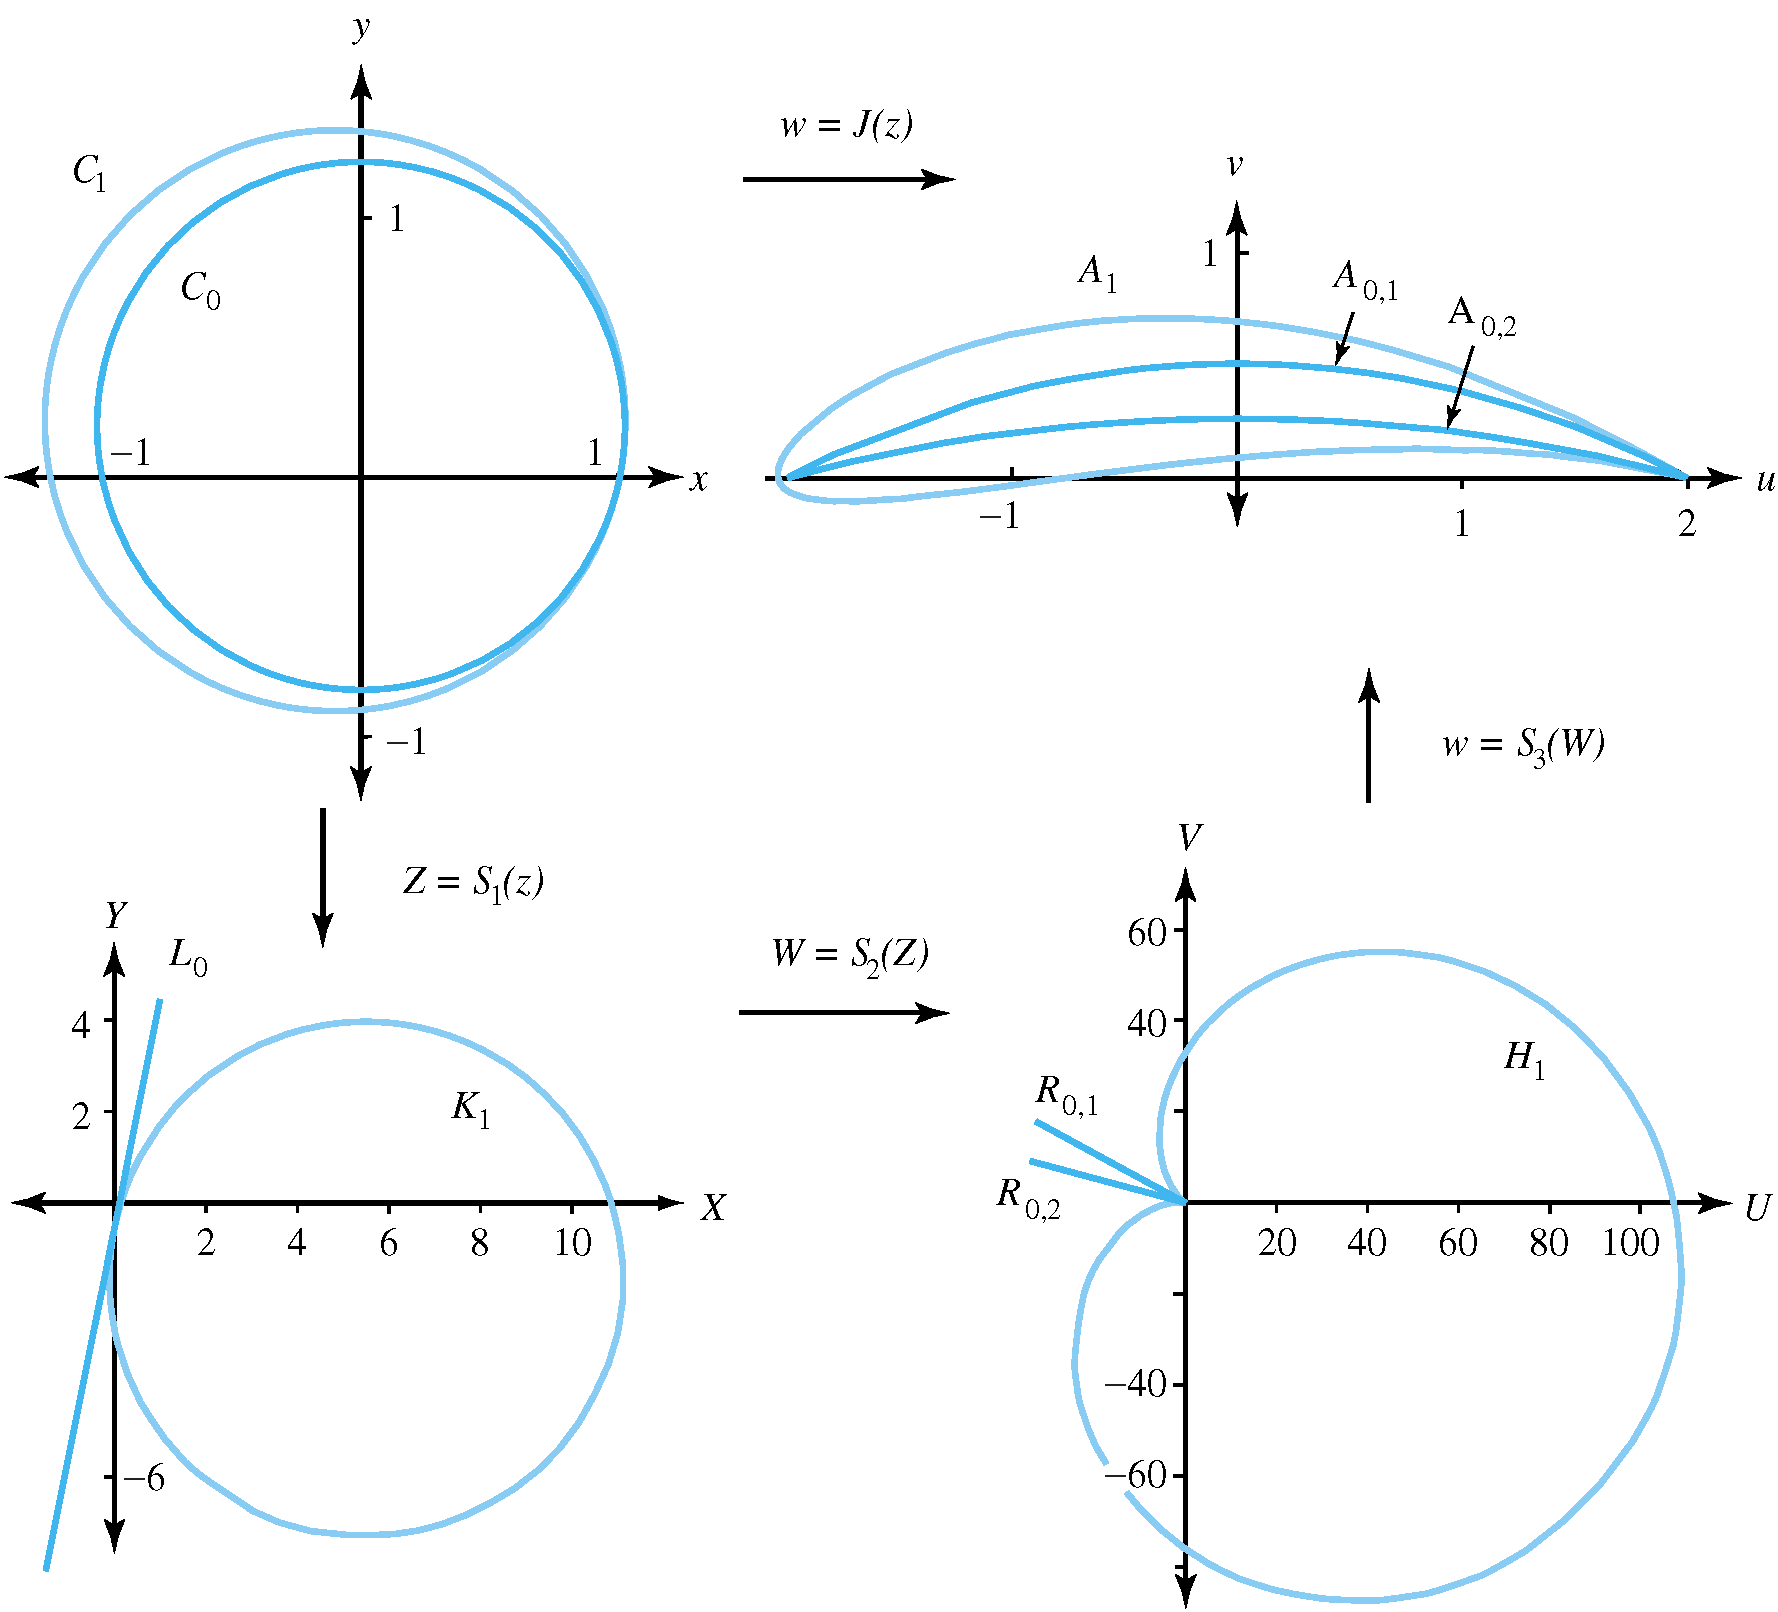 y
w = J(z)
C1
1
C0
−1
1
x
−1
v
1
A1
A0,1
A0,2
−1
1
2
u
Z = S1(z)
w = S3(W)
Y
L0
4
2
K1
2
4
6
8
10
X
−6
W = S2(Z)
V
60
40
H1
R0,1
R0,2
20
40
60
80
100
U
−40
−60